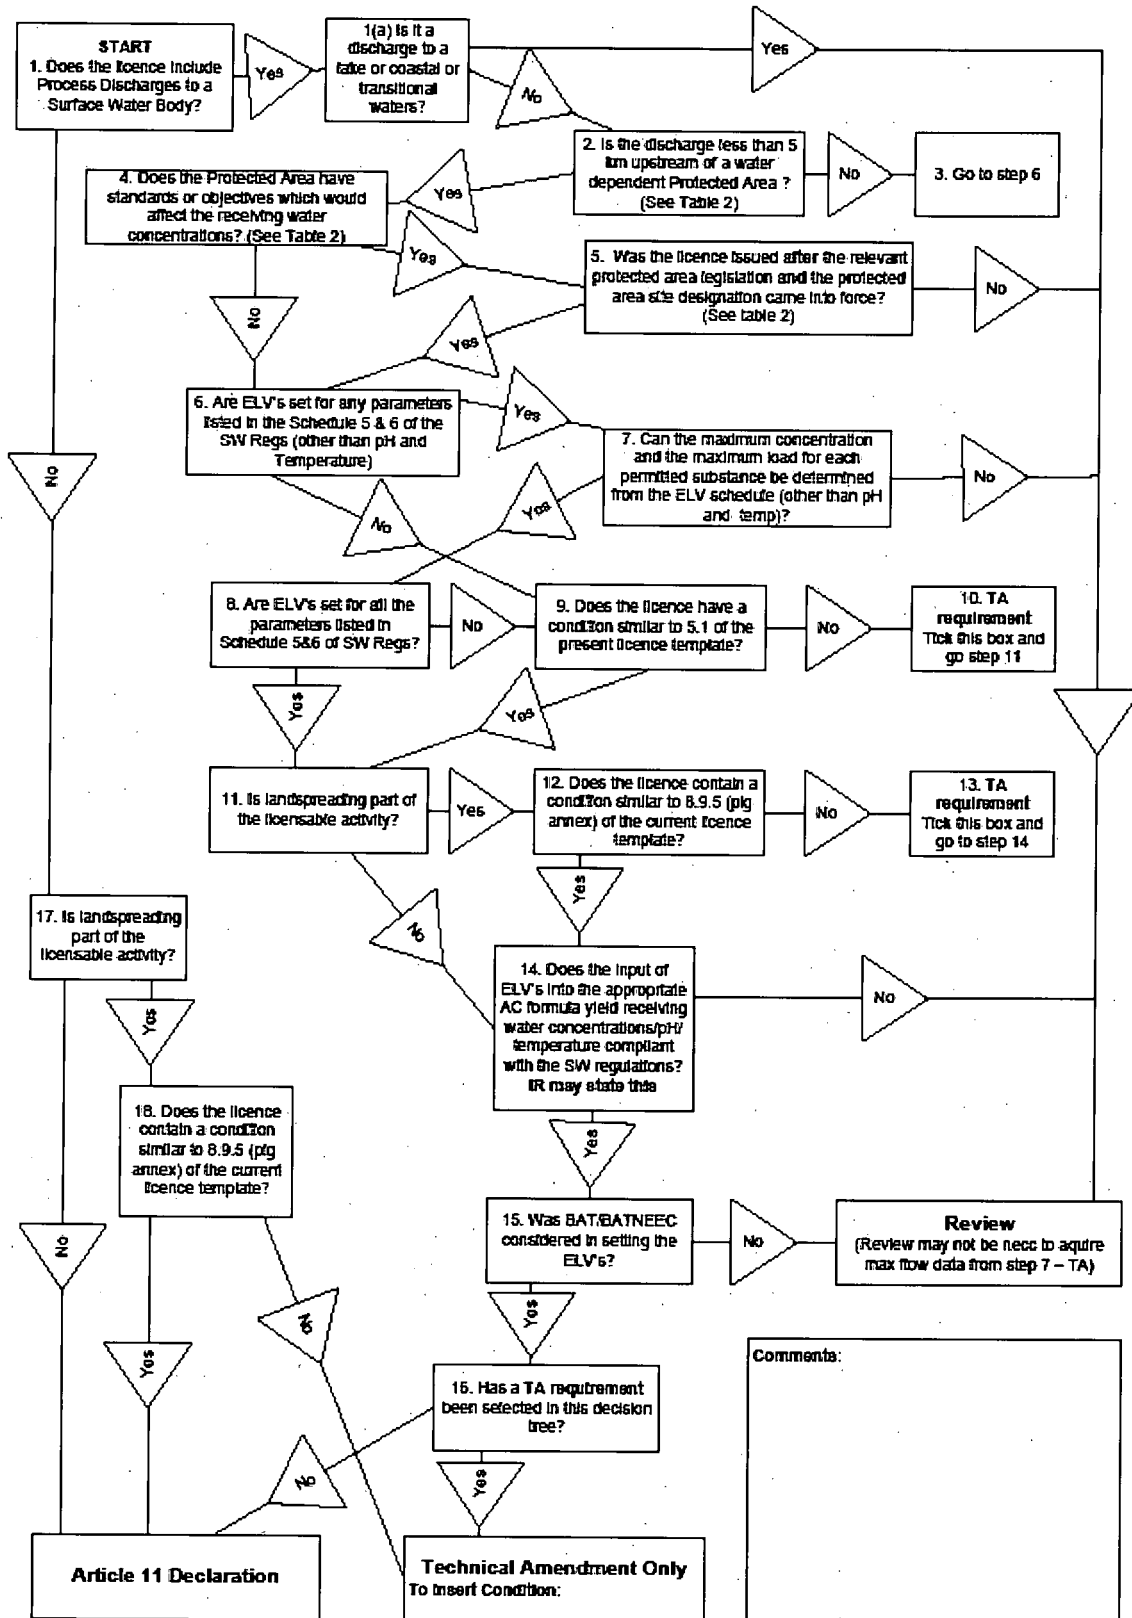 START
1. Does the licence include
Process Discharges to a
Surface Water Body?
Yes
1(a) Is it a
discharge to a
lake or coastal or
transitional
waters?
Yes
No
2. Is the discharge less than 5
km upstream of a water
dependent Protected Area ?
(See Table 2)
No
3. Go to step 6
Yes
4. Does the Protected Area have
standards or objectives which would
affect the receiving water
concentrations? (See Table 2)
Yes
5. Was the licence issued after the relevant
protected area legislation and the protected
area site designation came into force?
(See table 2)
No
No
Yes
6. Are ELV's set for any parameters
listed in the Schedule 5 & 6 of the
SW Regs (other than pH and
Temperature)
Yes
7. Can the maximum concentration
and the maximum load for each
permitted substance be determined
from the ELV schedule (other than pH
and temp)?
No
No
Yes
No
8. Are ELV's set for all the
parameters listed in
Schedule 5&6 of SW Regs?
No
9. Does the licence have a
condition similar to 5.1 of the
present licence template?
No
10. TA
requirement
Tick this box and
go step 11
Yes
Yes
11. Is landspreading part of
the licensable activity?
Yes
12. Does the licence contain a
condition similar to 8.9.5 (pig
annex) of the current licence
template?
No
13. TA
requirement
Tick this box and
go to step 14
Yes
No
17. Is landspreading
part of the
licensable activity?
14. Does the input of
ELV's into the appropriate
AC formula yield receiving
water concentrations/pH/
temperature compliant
with the SW regulations?
IR may state this
No
Yes
18. Does the licence
contain a condition
similar to 8.9.5 (pig
annex) of the current
licence template?
Yes
15. Was BAT/BATNEEC
considered in setting the
ELV's?
No
Review
(Review may not be necc to aquire
max flow data from step 7 – TA)
No
No
Yes
Yes
16. Has a TA requirement
been selected in this decision
tree?
Comments:
No
Yes
Article 11 Declaration
Technical Amendment Only
To Insert Condition: